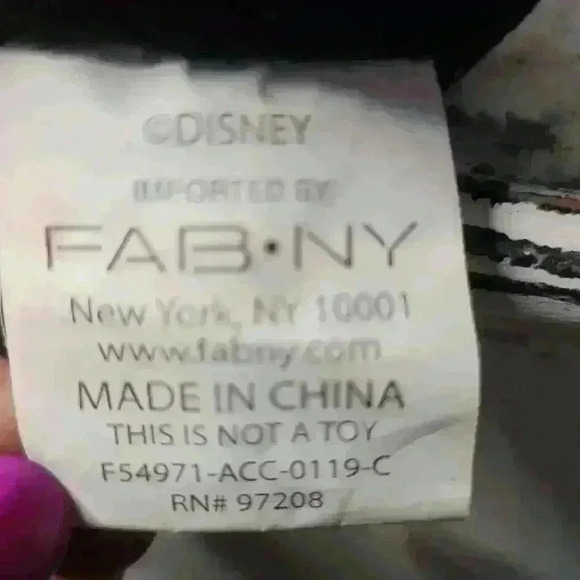 ©DISNEY
IMPORTED BY
FAB•NY
New York, NY 10001
www.fabny.com
MADE IN CHINA
THIS IS NOT A TOY
F54971-ACC-0119-C
RN# 97208